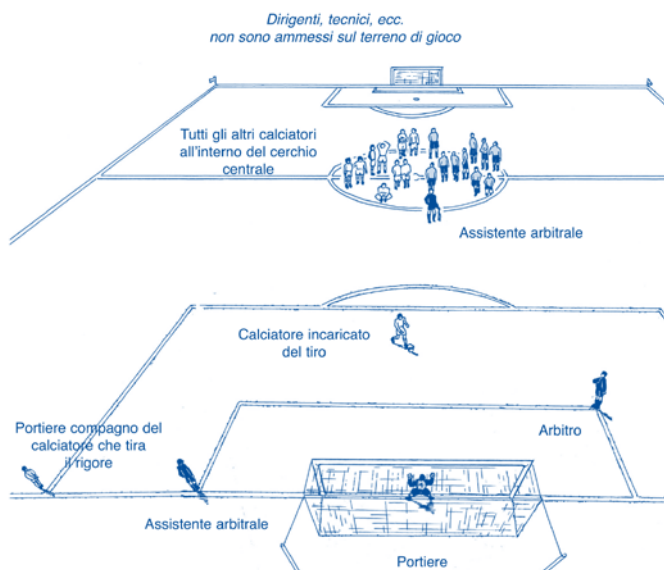 Dirigenti, tecnici, ecc.
non sono ammessi sul terreno di gioco
Tutti gli altri calciatori
all'interno del cerchio
centrale
Assistente arbitrale
Calciatore incaricato
del tiro
Portiere compagno del
calciatore che tira
il rigore
Arbitro
Assistente arbitrale
Portiere